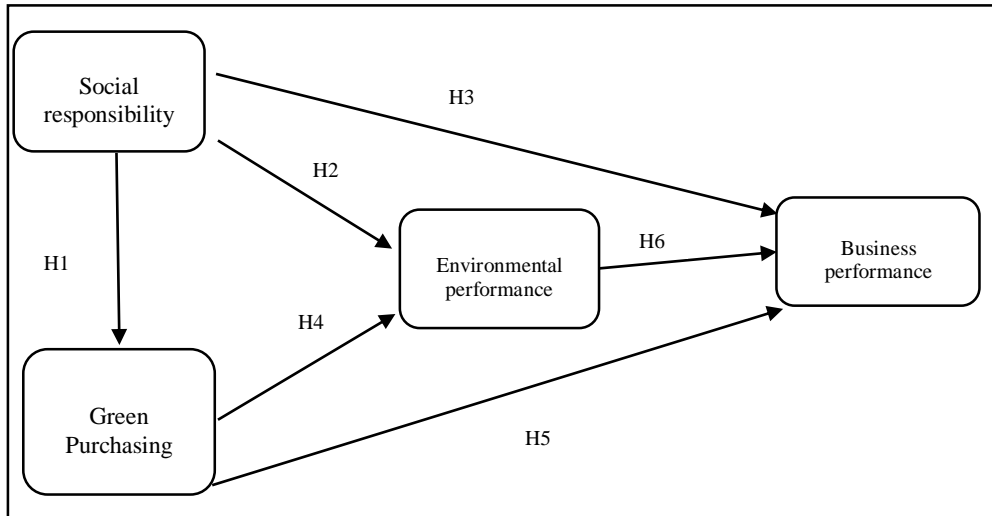 Social
responsibility
H3
H2
H1
Environmental
performance
H6
Business
performance
H4
Green
Purchasing
H5